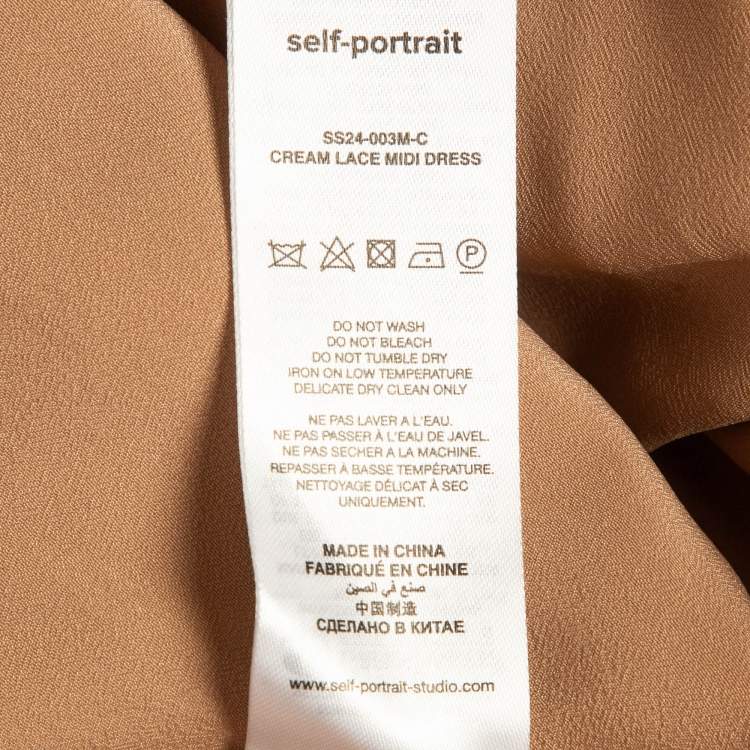 self-portrait
SS24-003M-C
CREAM LACE MIDI DRESS
P
DO NOT WASH
DO NOT BLEACH
DO NOT TUMBLE DRY
IRON ON LOW TEMPERATURE
DELICATE DRY CLEAN ONLY
NE PAS LAVER A L'EAU.
NE PAS PASSER À L'EAU DE JAVEL.
NE PAS SECHER A LA MACHINE.
REPASSER À BASSE TEMPÉRATURE.
NETTOYAGE DÉLICAT À SEC
UNIQUEMENT.
MADE IN CHINA
FABRIQUÉ EN CHINE
صنع في الصين
中国制造
СДЕЛАНО В КИТАЕ
www.self-portrait-studio.com